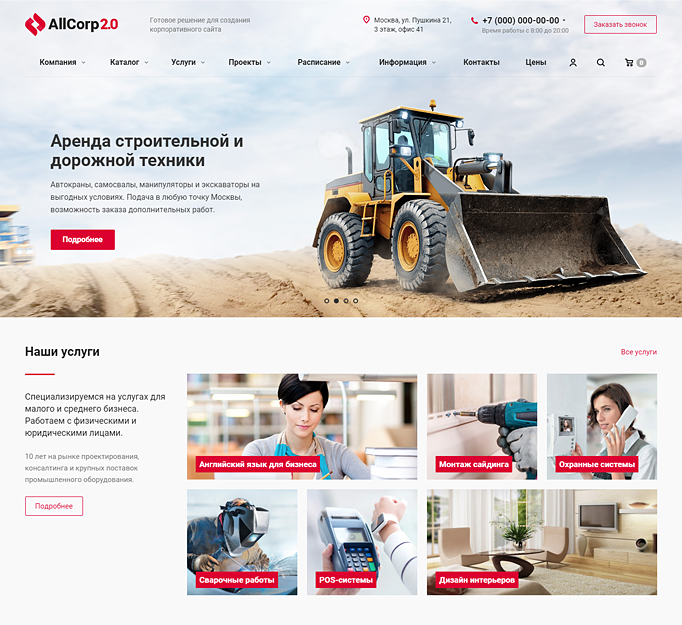 AllCorp 2.0
Готовое решение для создания
корпоративного сайта
Москва, ул. Пушкина 21,
3 этаж, офис 41
+7 (000) 000-00-00
Время работы с 8:00 до 20:00
Заказать звонок
Компания
Каталог
Услуги
Проекты
Расписание
Информация
Контакты
Цены
0
Аренда строительной и
дорожной техники
Автокраны, самосвалы, манипуляторы и экскаваторы на
выгодных условиях. Подача в любую точку Москвы,
возможность заказа дополнительных работ.
Подробнее
Наши услуги
Все услуги
Специализируемся на услугах для
малого и среднего бизнеса.
Работаем с физическими и
юридическими лицами.
10 лет на рынке проектирования,
консалтинга и крупных поставок
промышленного оборудования.
Подробнее
Английский язык для бизнеса
Монтаж сайдинга
Охранные системы
Сварочные работы
POS-системы
Дизайн интерьеров